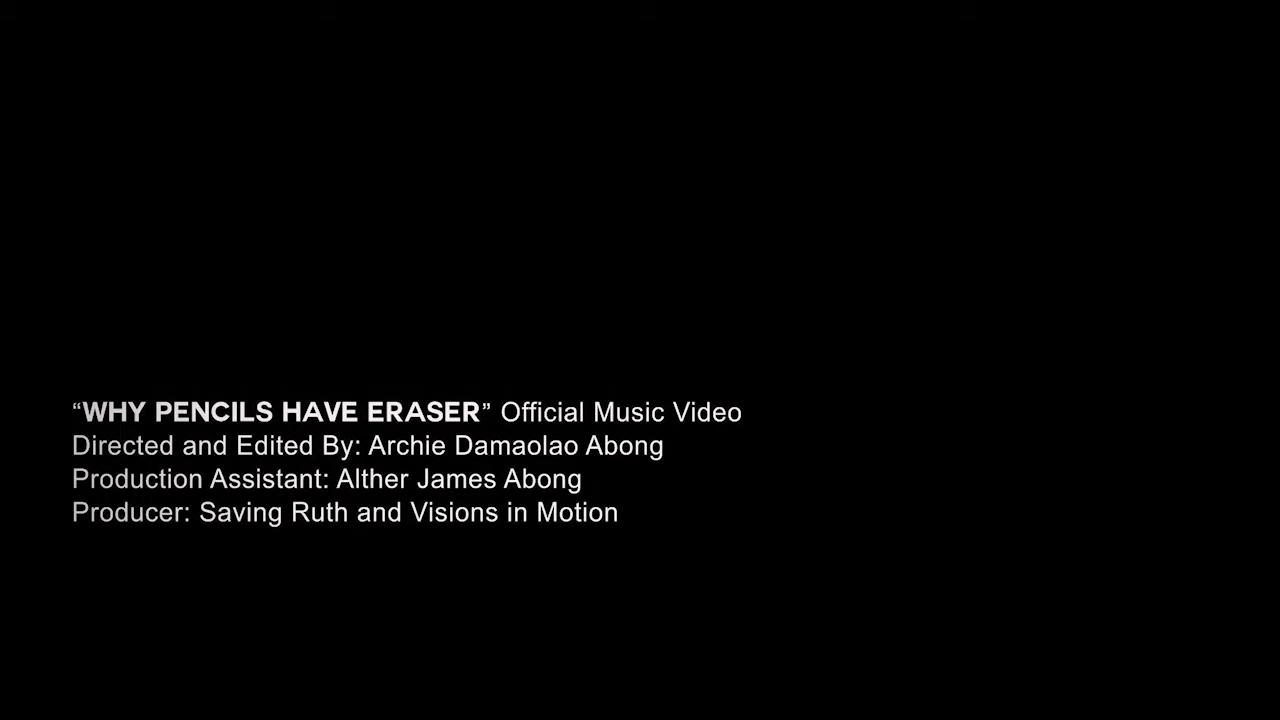 “WHY PENCILS HAVE ERASER” Official Music Video
Directed and Edited By: Archie Damaolao Abong
Production Assistant: Alther James Abong
Producer: Saving Ruth and Visions in Motion